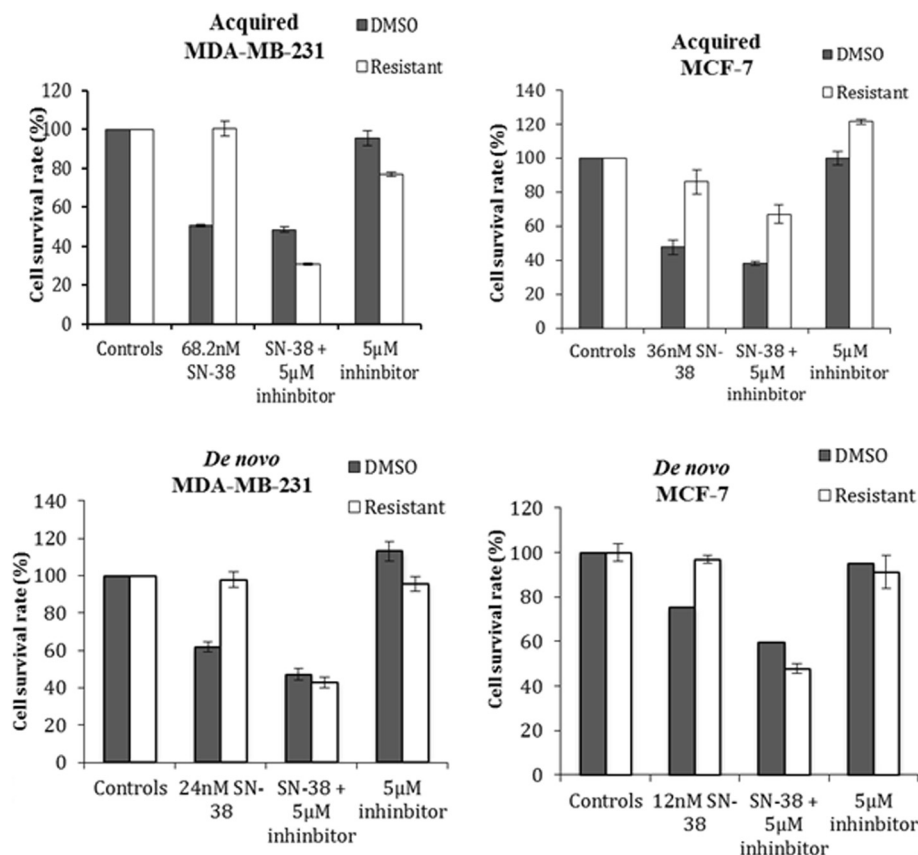 Acquired
MDA-MB-231
DMSO
Resistant
Cell survival rate (%)
120
100
80
60
40
20
0
Controls
68.2nM
SN-38
SN-38 +
5μM
inhinbitor
5μM
inhinbitor
Acquired
MCF-7
DMSO
Resistant
Cell survival rate (%)
140
120
100
80
60
40
20
0
Controls
36nM SN-
38
SN-38 +
5μM
inhinbitor
5μM
inhinbitor
De novo
MDA-MB-231
DMSO
Resistant
Cell survival rate (%)
140
120
100
80
60
40
20
0
Controls
24nM SN-
38
SN-38 +
5μM
inhinbitor
5μM
inhinbitor
De novo
MCF-7
DMSO
Resistant
Cell survival rate (%)
120
100
80
60
40
20
0
Controls
12nM SN-
38
SN-38 +
5μM
inhinbitor
5μM
inhinbitor